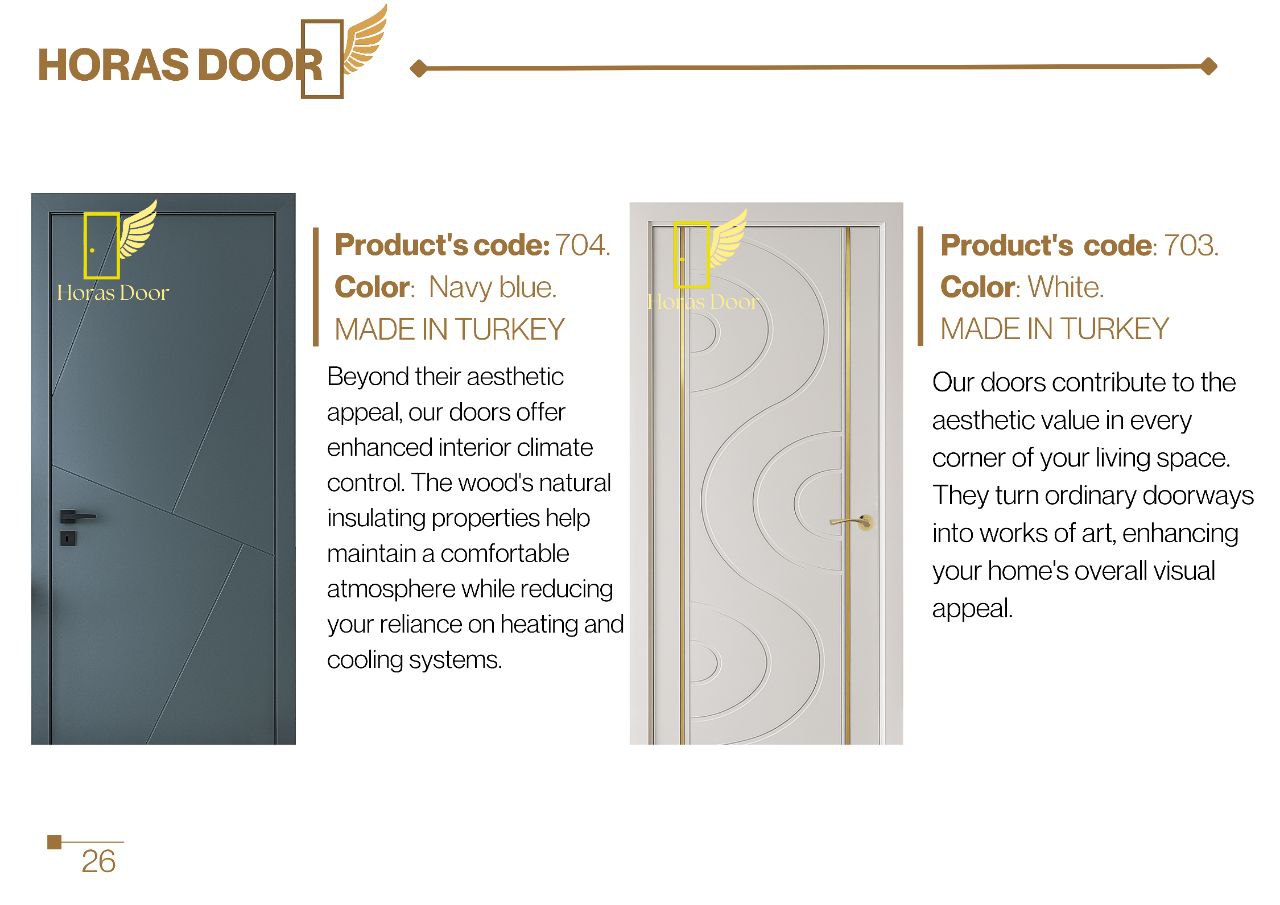 HORAS DOOR
Horas Door
Product's code: 704.
Color: Navy blue.
MADE IN TURKEY
Beyond their aesthetic
appeal, our doors offer
enhanced interior climate
control. The wood's natural
insulating properties help
maintain a comfortable
atmosphere while reducing
your reliance on heating and
cooling systems.
Horas Door
Product's code: 703.
Color: White.
MADE IN TURKEY
Our doors contribute to the
aesthetic value in every
corner of your living space.
They turn ordinary doorways
into works of art, enhancing
your home's overall visual
appeal.
26